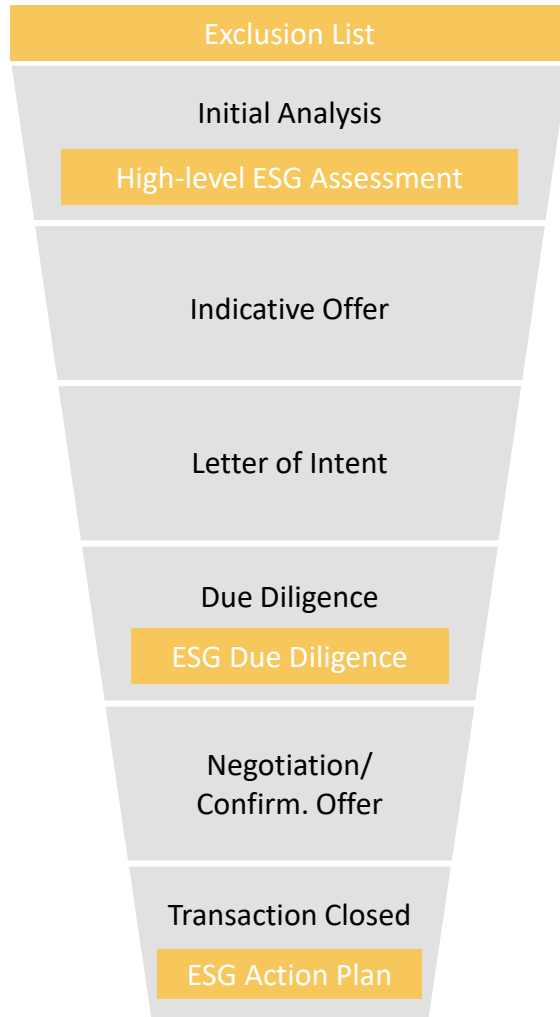 Exclusion List
Initial Analysis
High-level ESG Assessment
Indicative Offer
Letter of Intent
Due Diligence
ESG Due Diligence
Negotiation/
Confirm. Offer
Transaction Closed
ESG Action Plan